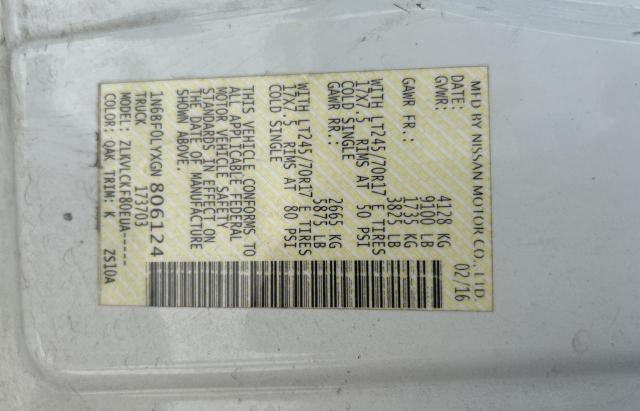 MFD BY NISSAN MOTOR CO., LTD.
DATE: 02/16
GVWR: 4128 KG
9100 LB
GAWR FR.: 1735 KG
3825 LB
WITH LT245/70R17 E TIRES
17X7.5 RIMS AT 50 PSI
COLD SINGLE
GAWR RR.: 2665 KG
5875 LB
WITH LT245/70R17 E TIRES
17X7.5 RIMS AT 80 PSI
COLD SINGLE
THIS VEHICLE CONFORMS TO
ALL APPLICABLE FEDERAL
MOTOR VEHICLE SAFETY
STANDARDS IN EFFECT ON
THE DATE OF MANUFACTURE
SHOWN ABOVE.
1N6BF0LYXGN 806124
TRUCK 173703
MODEL: Z1KVLCKF80EUA-----
COLOR: QAK TRIM: K ZS10A